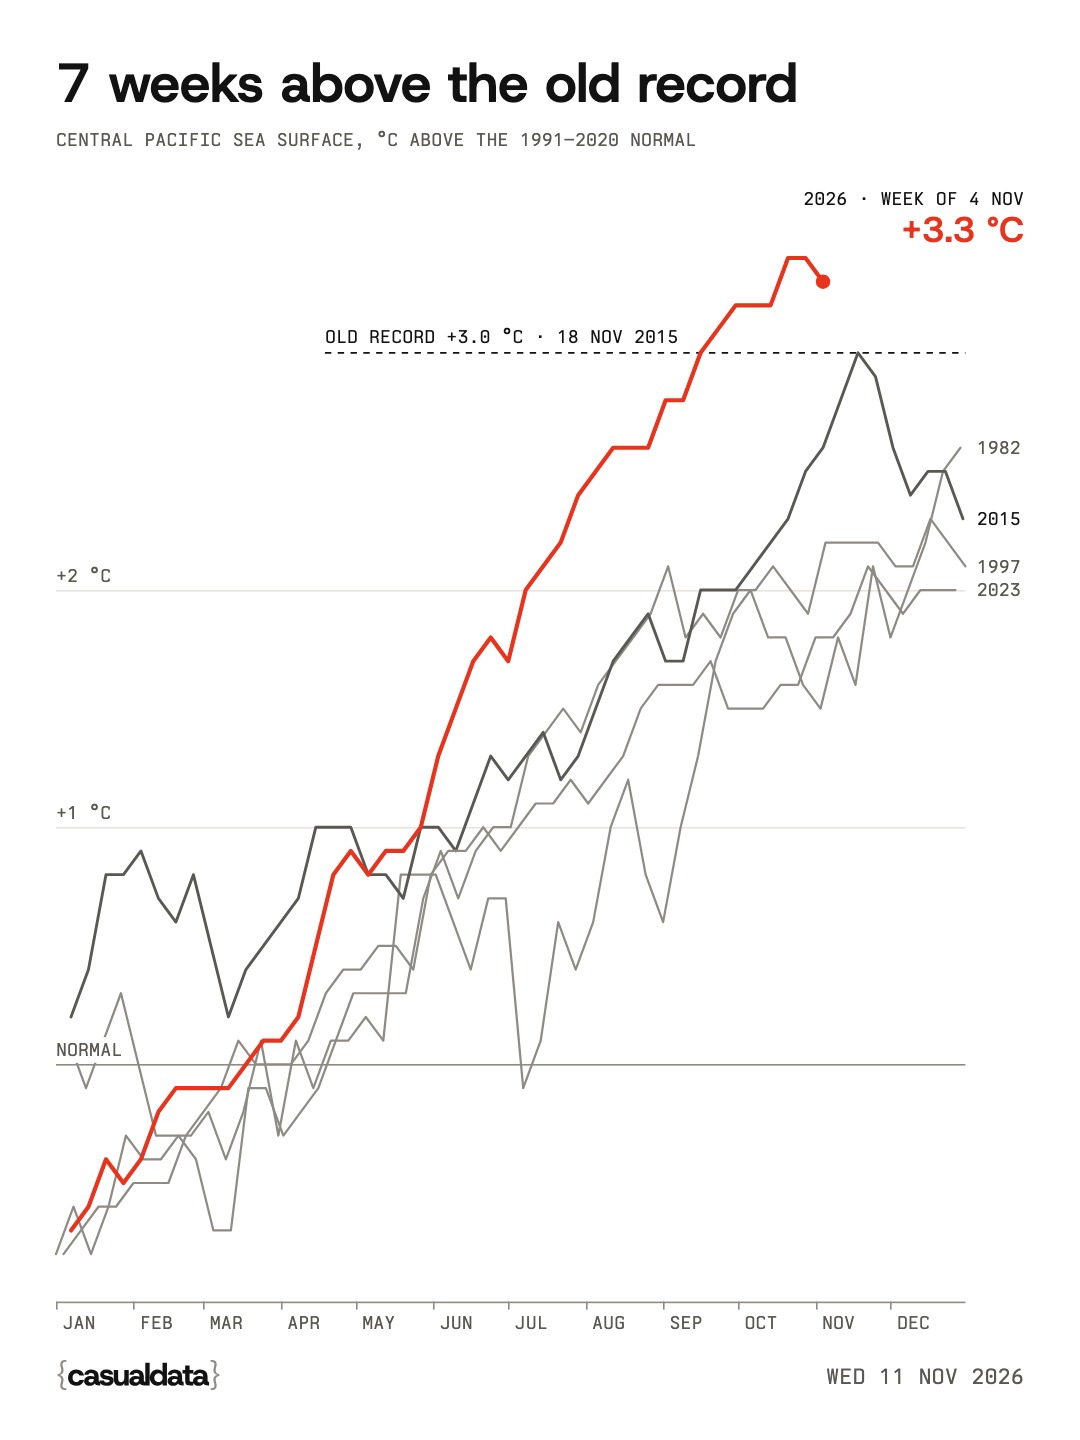 7 weeks above the old record
CENTRAL PACIFIC SEA SURFACE, °C ABOVE THE 1991–2020 NORMAL
2026 · WEEK OF 4 NOV
+3.3 °C
OLD RECORD +3.0 °C · 18 NOV 2015
1982
2015
1997
+2 °C
2023
+1 °C
NORMAL
JAN FEB MAR APR MAY JUN JUL AUG SEP OCT NOV DEC
{casualdata}
WED 11 NOV 2026